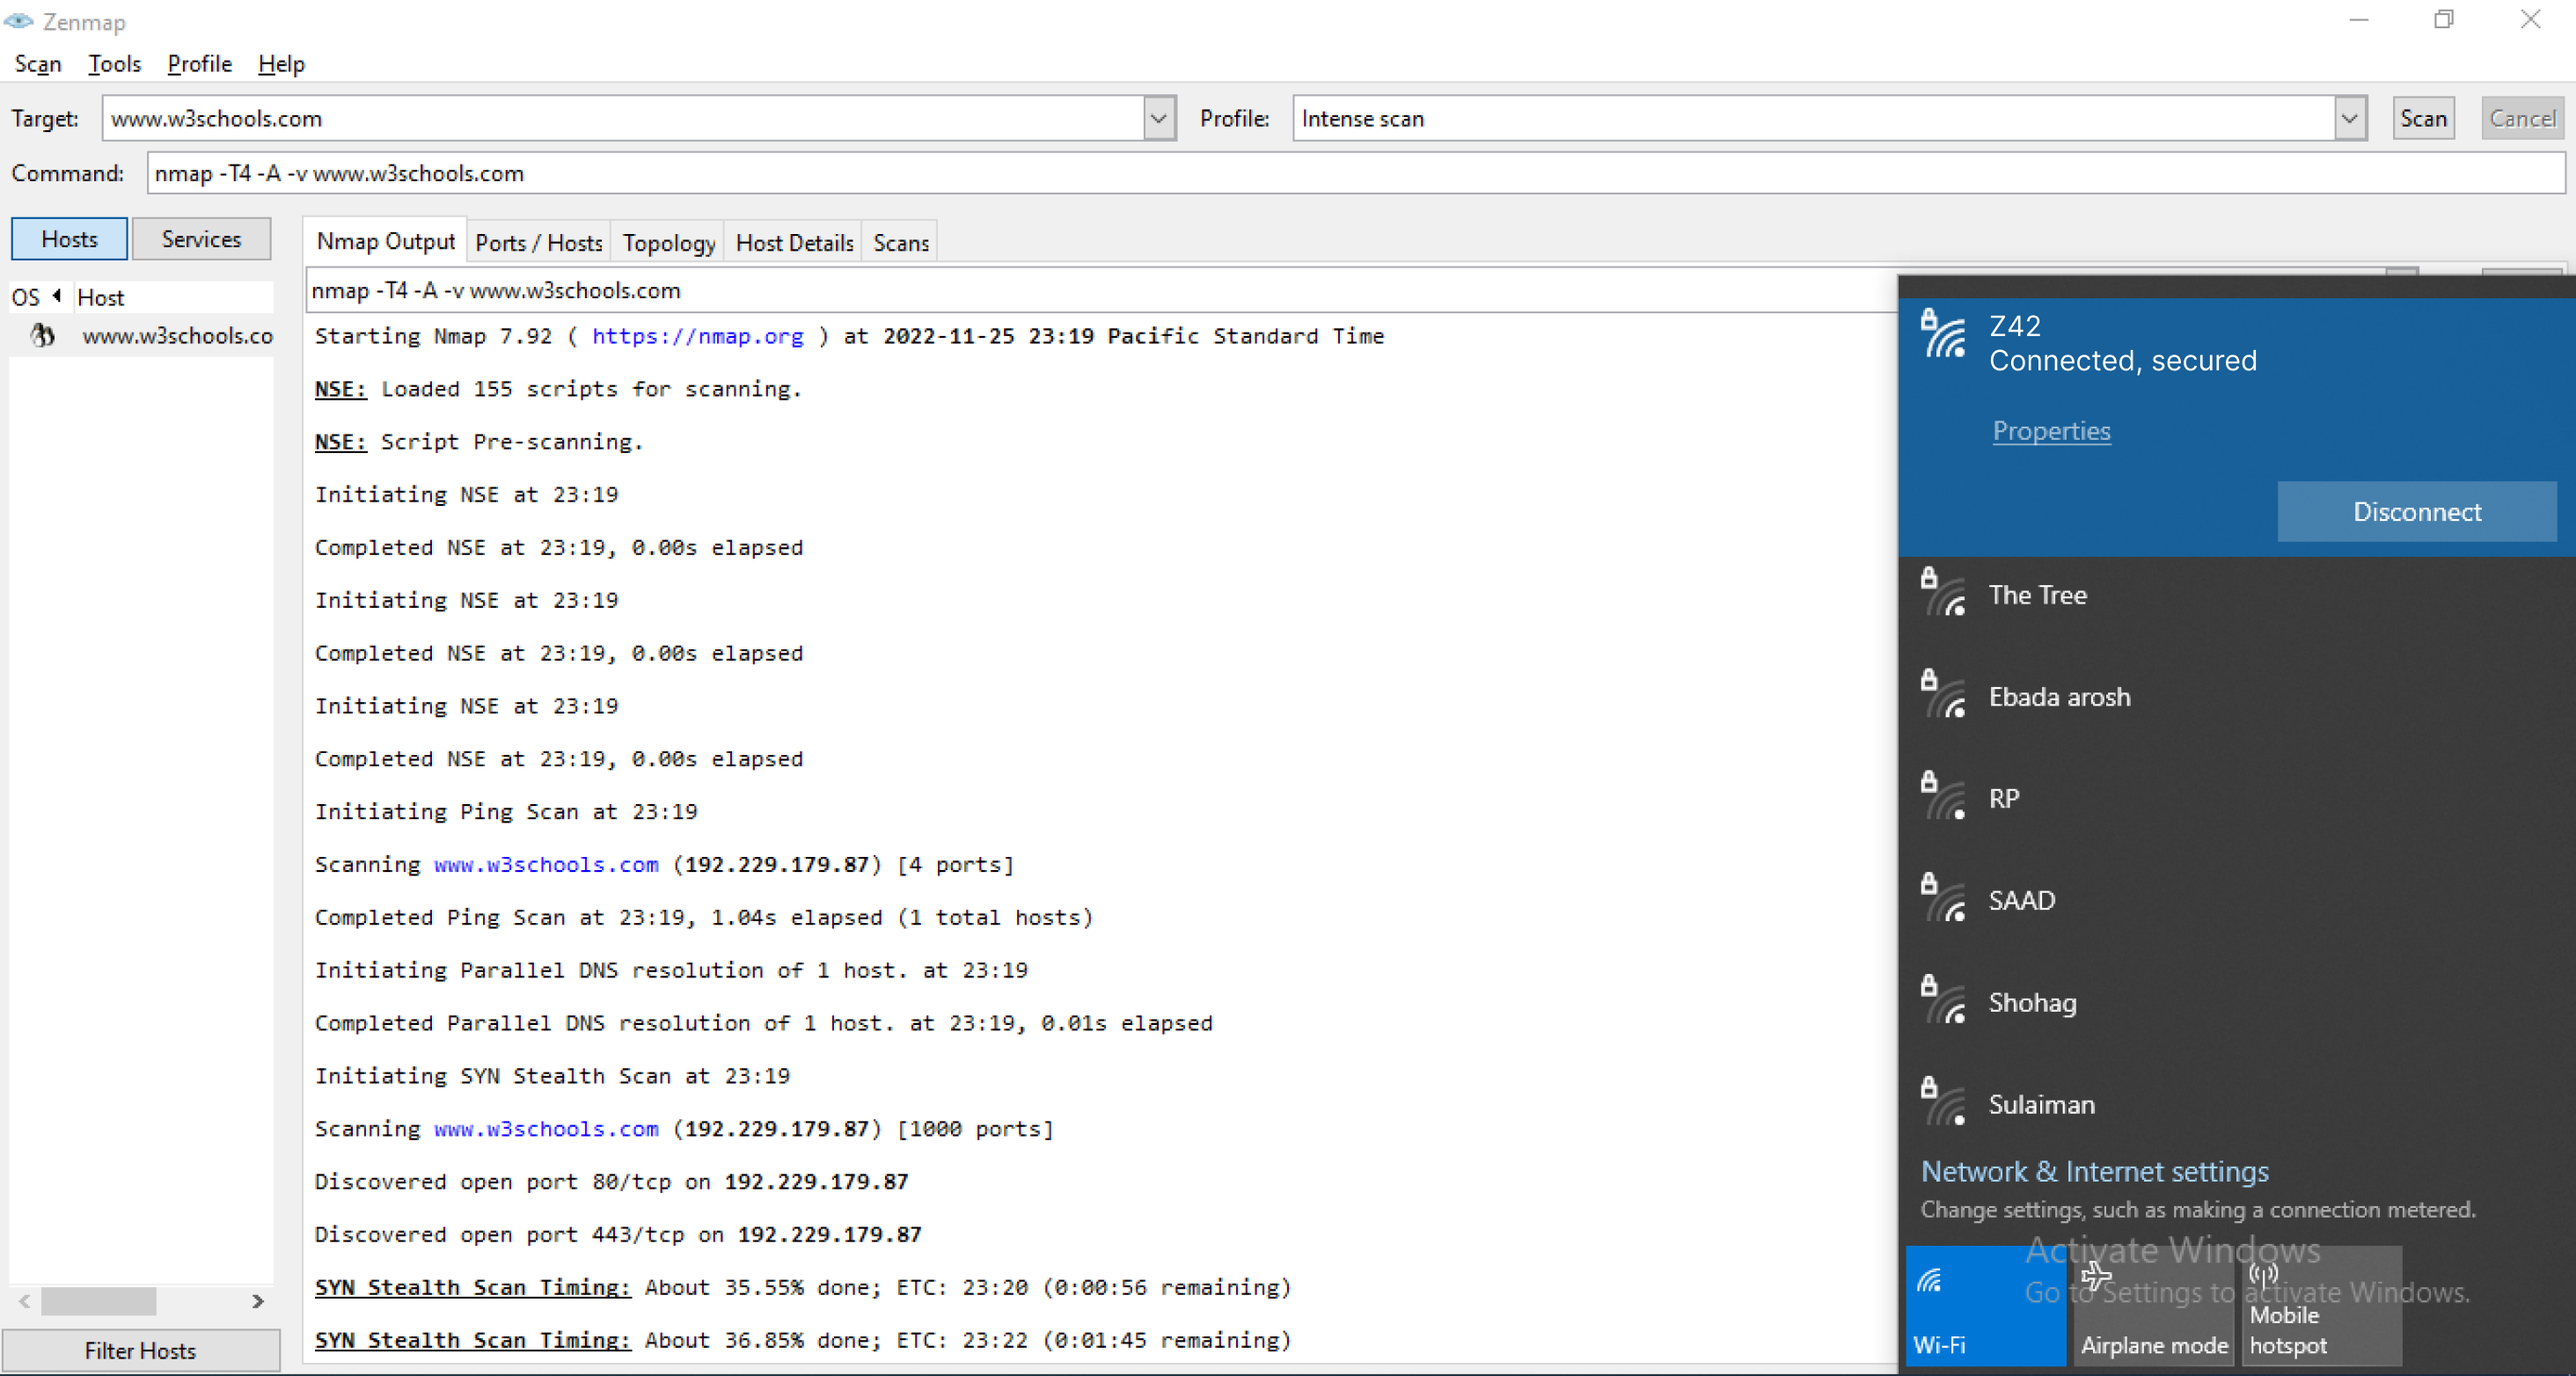 Zenmap
Scan Tools Profile Help
Target: www.w3schools.com Profile: Intense scan Scan Cancel
Command: nmap -T4 -A -v www.w3schools.com
Hosts Services
Nmap Output Ports / Hosts Topology Host Details Scans
OS Host
www.w3schools.co
nmap -T4 -A -v www.w3schools.com
Starting Nmap 7.92 ( https://nmap.org ) at 2022-11-25 23:19 Pacific Standard Time
NSE: Loaded 155 scripts for scanning.
NSE: Script Pre-scanning.
Initiating NSE at 23:19
Completed NSE at 23:19, 0.00s elapsed
Initiating NSE at 23:19
Completed NSE at 23:19, 0.00s elapsed
Initiating NSE at 23:19
Completed NSE at 23:19, 0.00s elapsed
Initiating Ping Scan at 23:19
Scanning www.w3schools.com (192.229.179.87) [4 ports]
Completed Ping Scan at 23:19, 1.04s elapsed (1 total hosts)
Initiating Parallel DNS resolution of 1 host. at 23:19
Completed Parallel DNS resolution of 1 host. at 23:19, 0.01s elapsed
Initiating SYN Stealth Scan at 23:19
Scanning www.w3schools.com (192.229.179.87) [1000 ports]
Discovered open port 80/tcp on 192.229.179.87
Discovered open port 443/tcp on 192.229.179.87
SYN Stealth Scan Timing: About 35.55% done; ETC: 23:20 (0:00:56 remaining)
SYN Stealth Scan Timing: About 36.85% done; ETC: 23:22 (0:01:45 remaining)
Filter Hosts
Z42
Connected, secured
Properties
Disconnect
The Tree
Ebada arosh
RP
SAAD
Shohag
Sulaiman
Network & Internet settings
Change settings, such as making a connection metered.
Activate Windows
Go to Settings to activate Windows.
Wi-Fi
Airplane mode
Mobile
hotspot